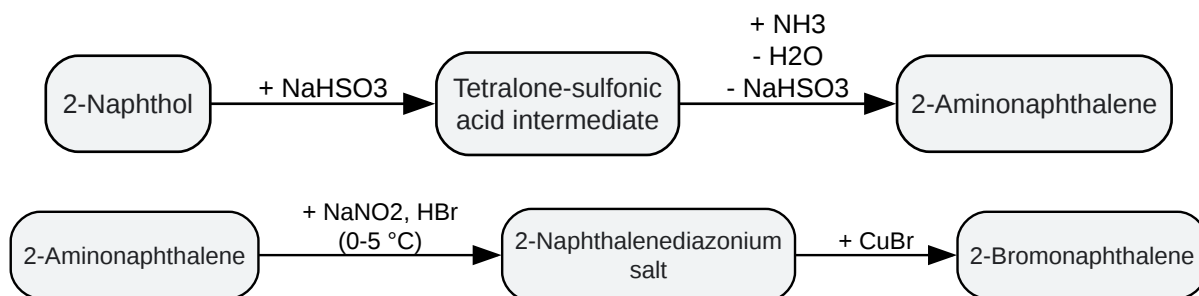 2-Naphthol
+ NaHSO3
Tetralone-sulfonic
acid intermediate
+ NH3
- H2O
- NaHSO3
2-Aminonaphthalene
2-Aminonaphthalene
+ NaNO2, HBr
(0-5 °C)
2-Naphthalenediazonium
salt
+ CuBr
2-Bromonaphthalene